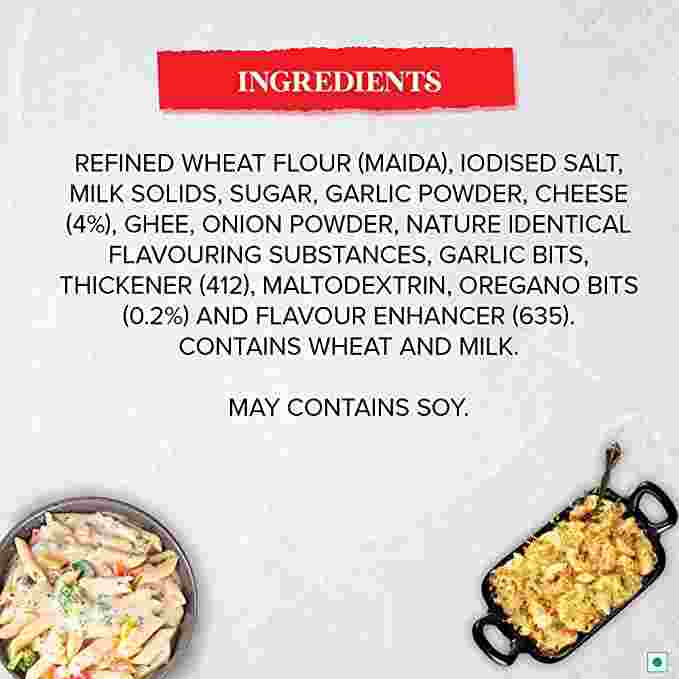 INGREDIENTS
REFINED WHEAT FLOUR (MAIDA), IODISED SALT,
MILK SOLIDS, SUGAR, GARLIC POWDER, CHEESE
(4%), GHEE, ONION POWDER, NATURE IDENTICAL
FLAVOURING SUBSTANCES, GARLIC BITS,
THICKENER (412), MALTODEXTRIN, OREGANO BITS
(0.2%) AND FLAVOUR ENHANCER (635).
CONTAINS WHEAT AND MILK.
MAY CONTAINS SOY.